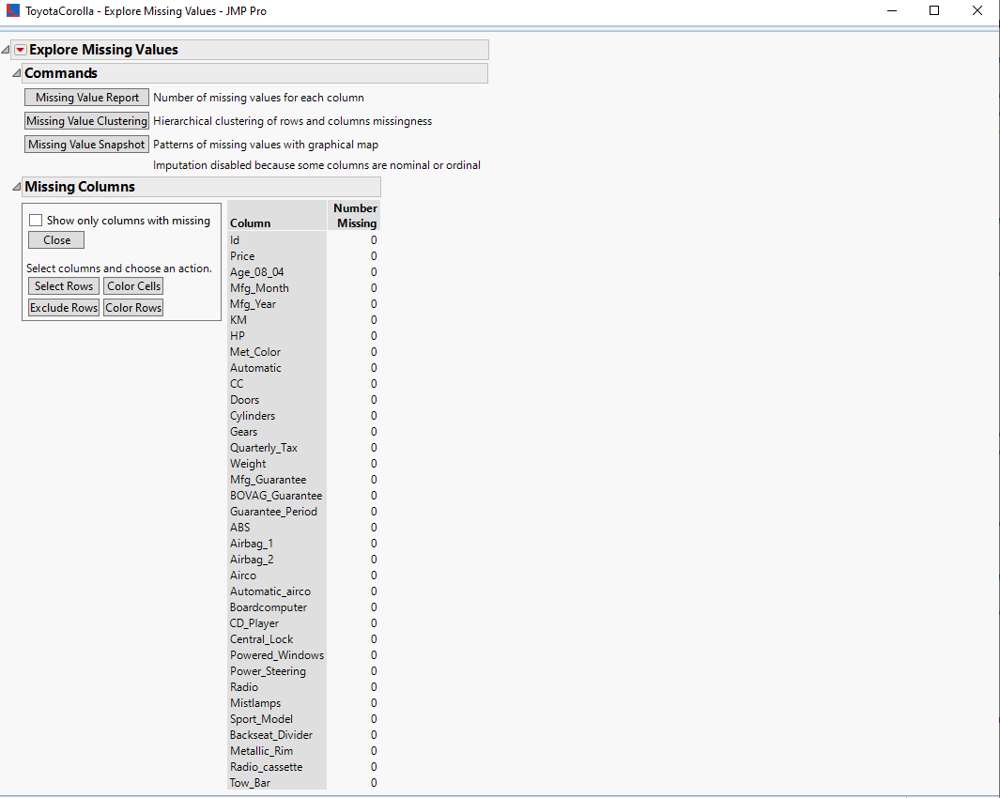 ToyotaCorolla - Explore Missing Values - JMP Pro
Explore Missing Values
Commands
Missing Value Report Number of missing values for each column
Missing Value Clustering Hierarchical clustering of rows and columns missingness
Missing Value Snapshot Patterns of missing values with graphical map
Imputation disabled because some columns are nominal or ordinal
Missing Columns
Show only columns with missing
Close
Select columns and choose an action.
Select Rows Color Cells
Exclude Rows Color Rows
Column Number Missing
Id 0
Price 0
Age_08_04 0
Mfg_Month 0
Mfg_Year 0
KM 0
HP 0
Met_Color 0
Automatic 0
CC 0
Doors 0
Cylinders 0
Gears 0
Quarterly_Tax 0
Weight 0
Mfg_Guarantee 0
BOVAG_Guarantee 0
Guarantee_Period 0
ABS 0
Airbag_1 0
Airbag_2 0
Airco 0
Automatic_airco 0
Boardcomputer 0
CD_Player 0
Central_Lock 0
Powered_Windows 0
Power_Steering 0
Radio 0
Mistlamps 0
Sport_Model 0
Backseat_Divider 0
Metallic_Rim 0
Radio_cassette 0
Tow_Bar 0